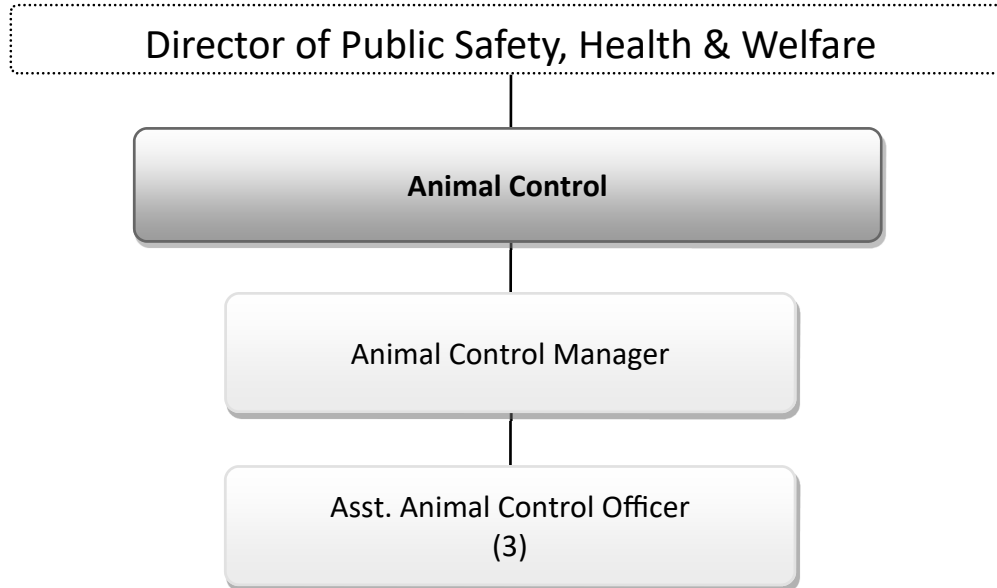 Director of Public Safety, Health & Welfare
Animal Control
Animal Control Manager
Asst. Animal Control Officer
(3)